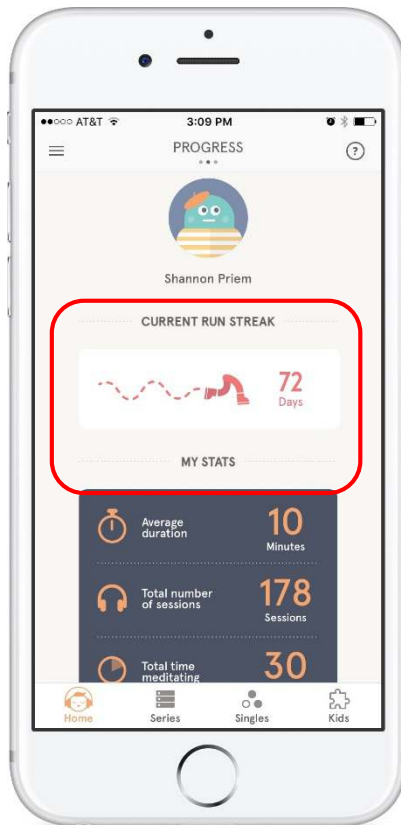 AT&T 3:09 PM
PROGRESS
?
Shannon Priem
CURRENT RUN STREAK
72
Days
MY STATS
Average
duration
10
Minutes
Total number
of sessions
178
Sessions
Total time
meditating
30
Home Series Singles Kids